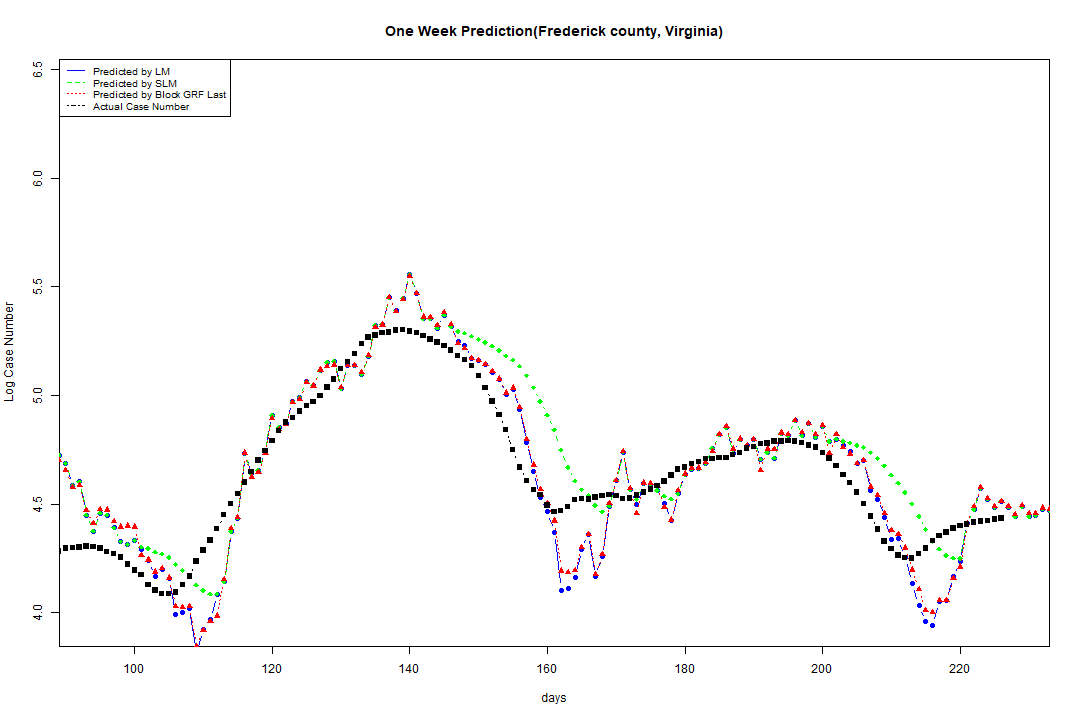 One Week Prediction(Frederick county, Virginia)
Predicted by LM
Predicted by SLM
Predicted by Block GRF Last
Actual Case Number
6.5
6.0
5.5
5.0
4.5
4.0
Log Case Number
100 120 140 160 180 200 220
days